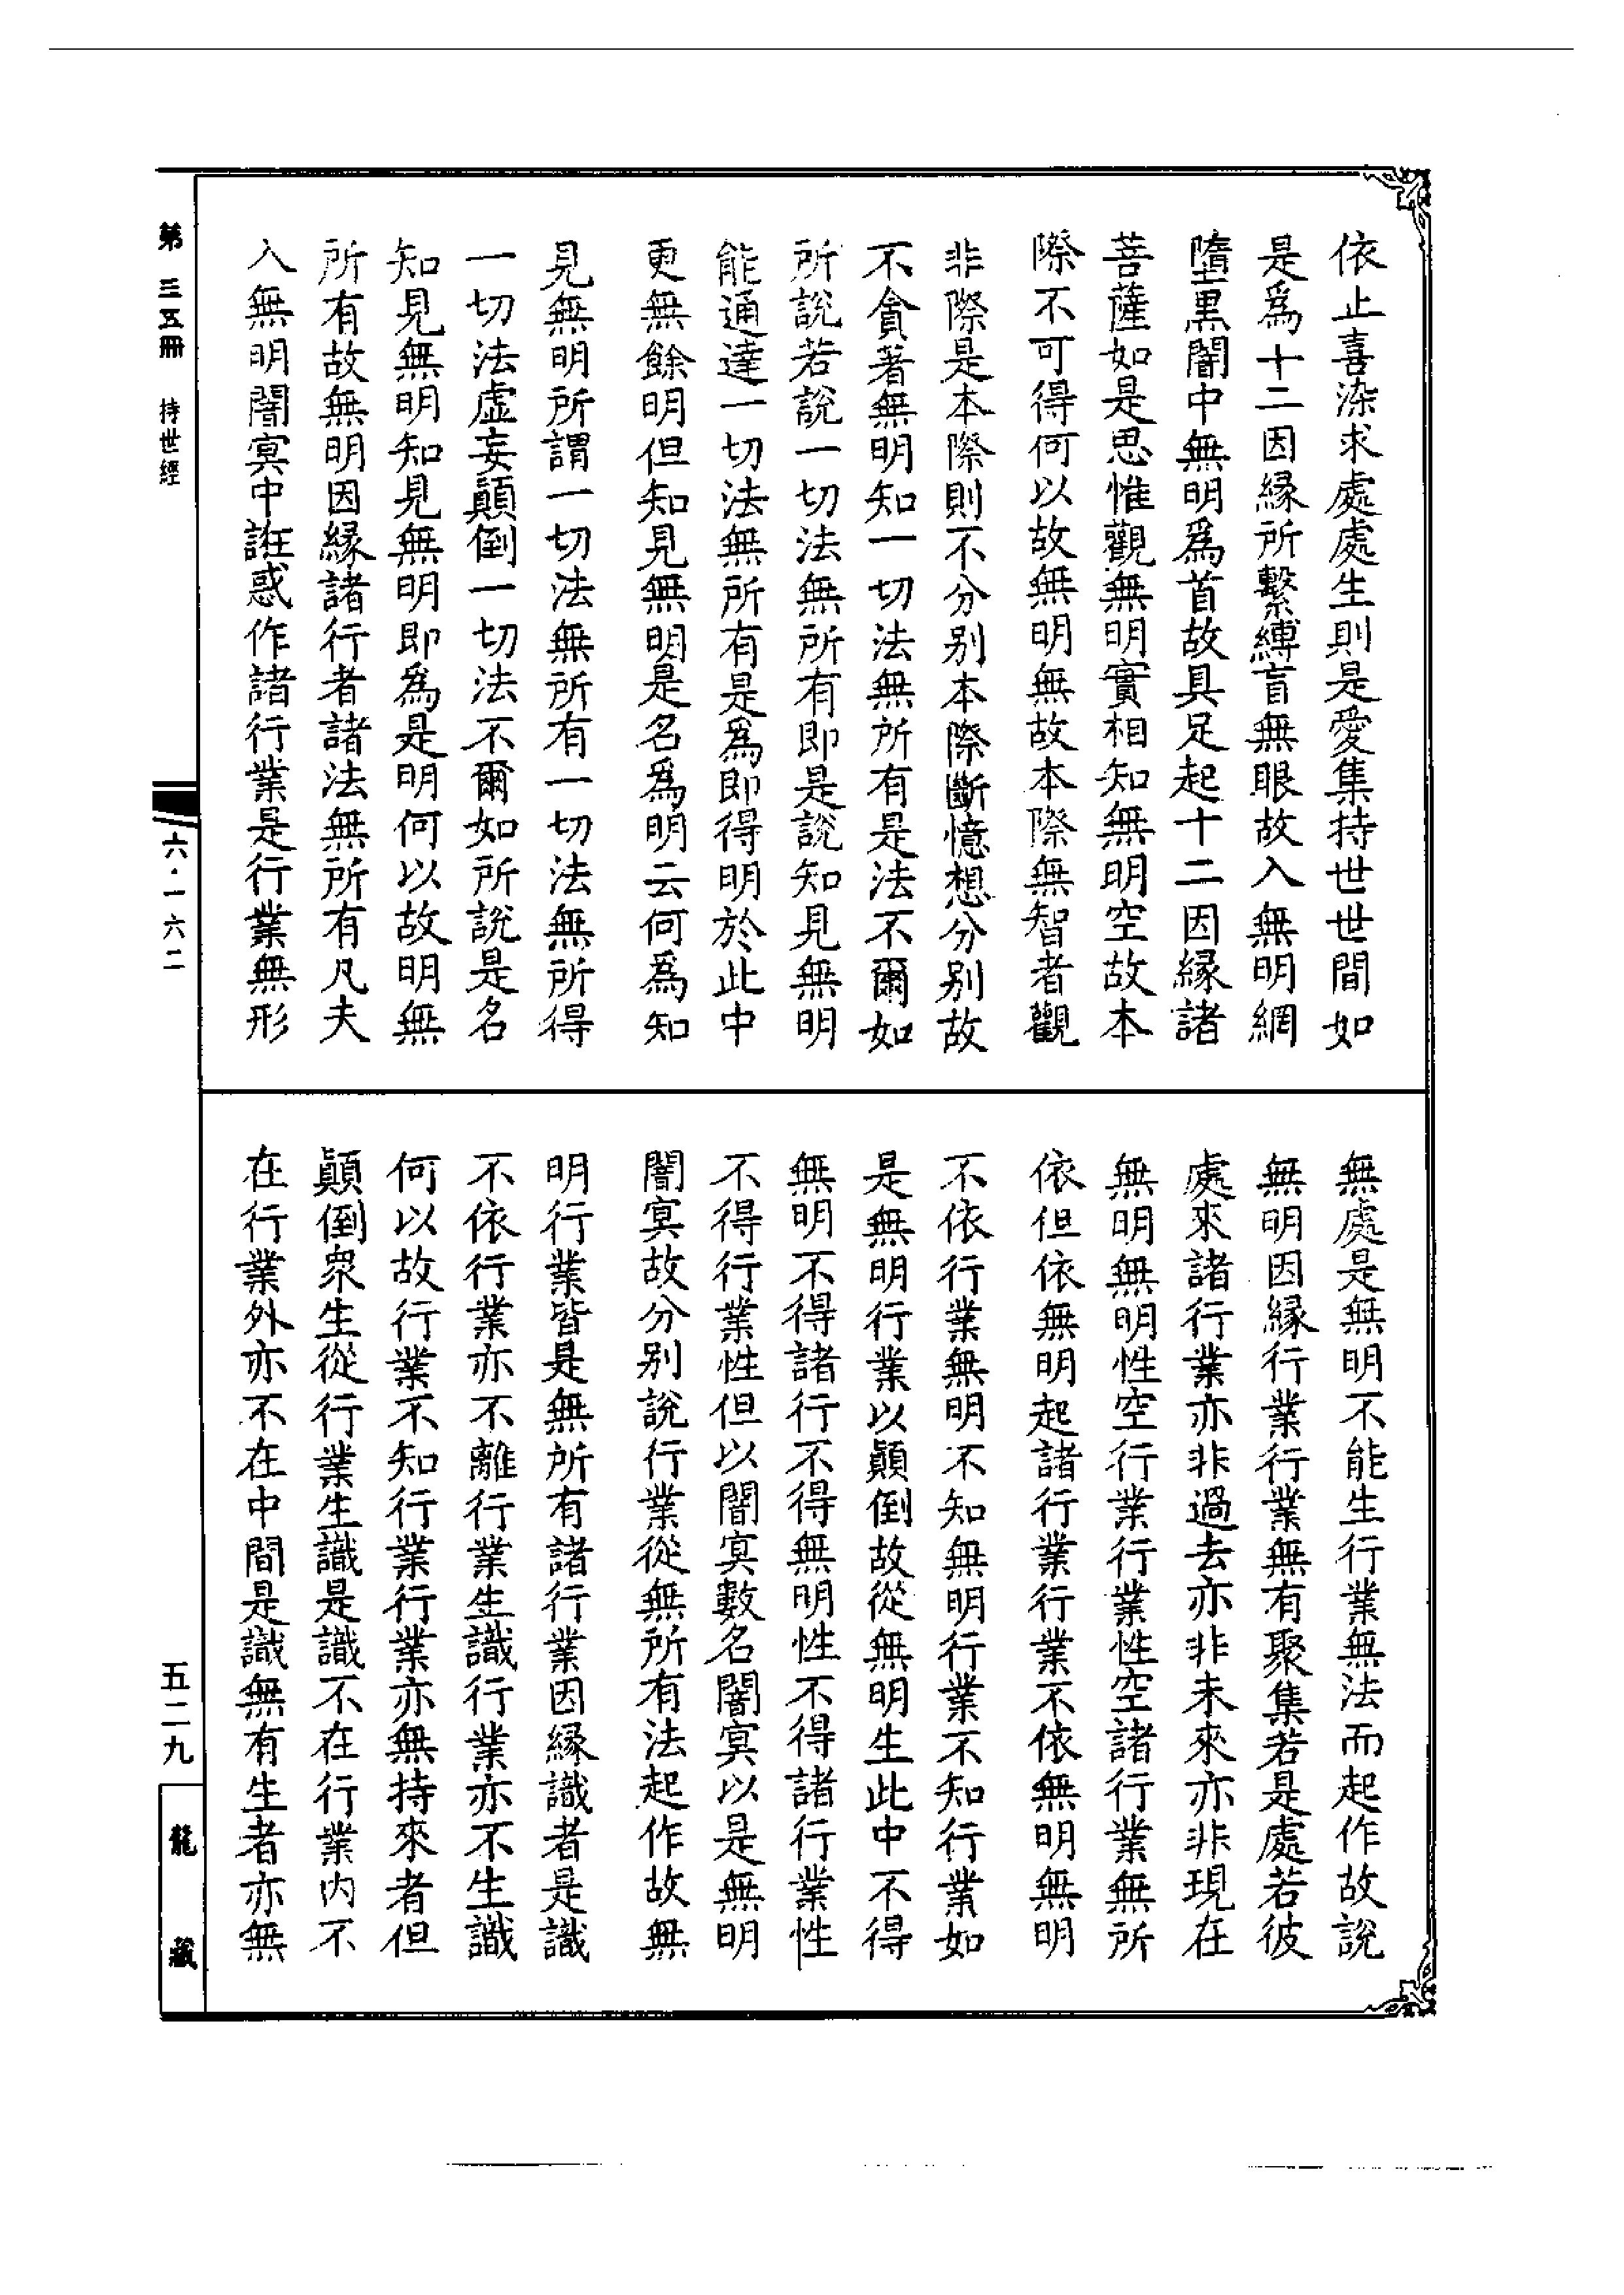 依止喜染求處處生則是愛集持世世間如
是為十二因緣所繫縛盲無眼故入無明網
墮黑闇中無明為首故具足起十二因緣諸
菩薩如是思惟觀無明實相知無明空故本
際不可得何以故無明無故本際無智者觀
非際是本際則不分別本際斷憶想分別故
不貪著無明知一切法無所有是法不爾如
所說若說一切法無所有即是說知見無明
能通達一切法無所有是為即得明於此中
更無餘明但知見無明是名為明云何為知
見無明所謂一切法無所有一切法無所得
一切法虛妄顛倒一切法不爾如所說是名
知見無明知見無明即為是明何以故明無
所有故無明因緣諸行者諸法無所有凡夫
入無明闇冥中誑惑作諸行業是行業無形
無處是無明不能生行業無法而起作故說
無明因緣行業行業無有聚集若是處若彼
處來諸行業亦非過去亦非未來亦非現在
無明無明性空行業行業性空諸行業無所
依但依無明起諸行業行業不依無明無明
不依行業無明不知無明行業不知行業如
是無明行業以顛倒故從無明生此中不得
無明不得諸行不得無明性不得諸行業性
不得行業性但以闇冥數名闇冥以是無明
闇冥故分別說行業從無所有法起作故無
明行業皆是無所有諸行業因緣識者是識
不依行業亦不離行業生識行業亦不生識
何以故行業不知行業行業亦無持來者但
顛倒眾生從行業生識是識不在行業內不
在行業外亦不在中間是識無有生者亦無
第三五冊 持世經
六·一六二
五二九
龍藏